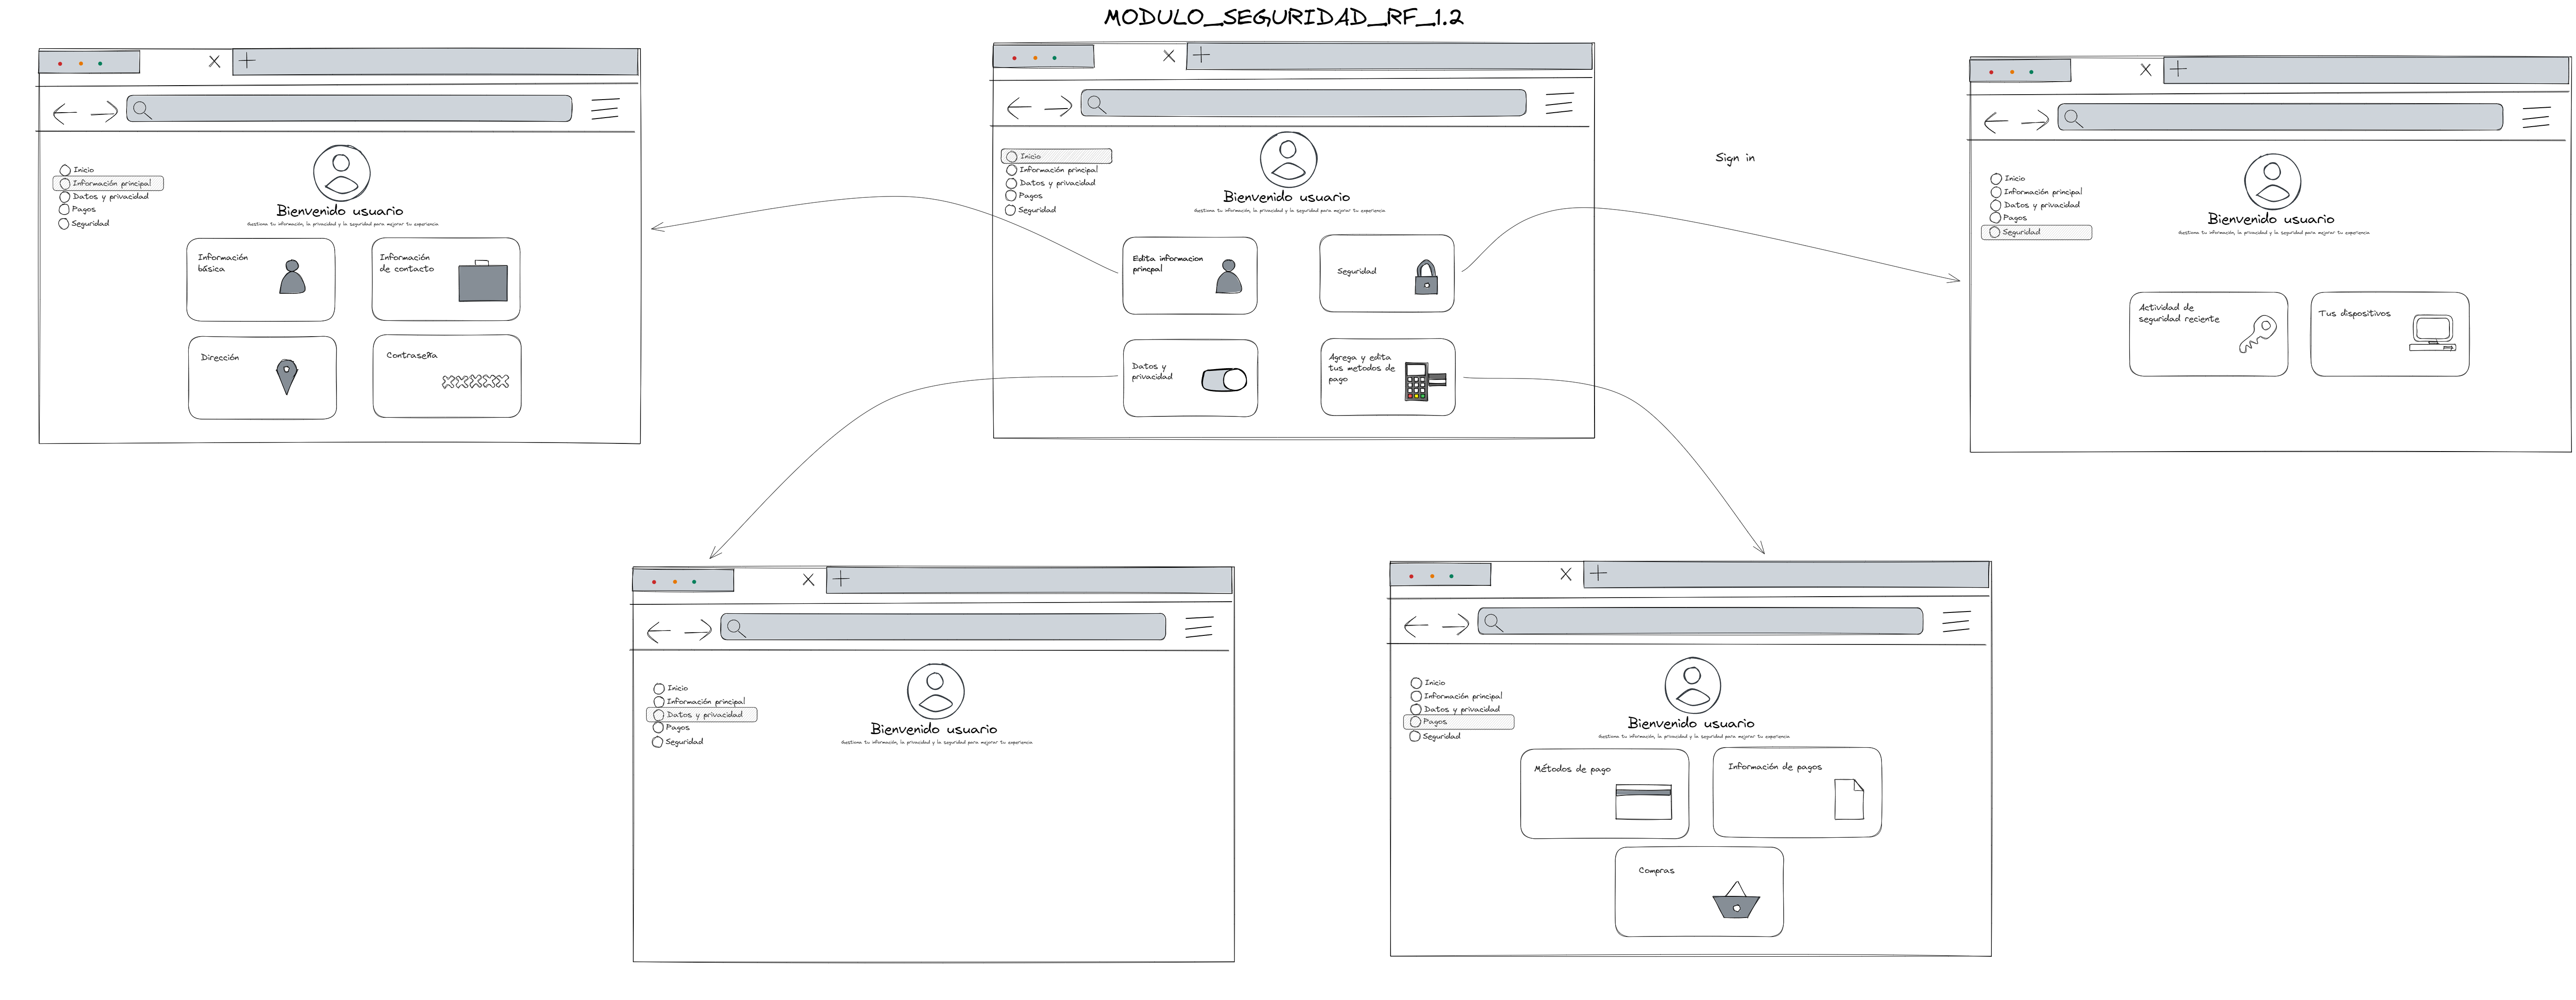 MODULO_SEGURIDAD_RF_1.2
Inicio
Información principal
Datos y privacidad
Pagos
Seguridad
Bienvenido usuario
Gestiona tu información, la privacidad y la seguridad para mejorar tu experiencia
Información
básica
Información
de contacto
Dirección
Contraseña
Inicio
Información principal
Datos y privacidad
Pagos
Seguridad
Bienvenido usuario
Gestiona tu información, la privacidad y la seguridad para mejorar tu experiencia
Edita informacion
princpal
Seguridad
Datos y
privacidad
Agrega y edita
tus metodos de
pago
Sign in
Inicio
Información principal
Datos y privacidad
Pagos
Seguridad
Bienvenido usuario
Gestiona tu información, la privacidad y la seguridad para mejorar tu experiencia
Actividad de
seguridad reciente
Tus dispositivos
Inicio
Información principal
Datos y privacidad
Pagos
Seguridad
Bienvenido usuario
Gestiona tu información, la privacidad y la seguridad para mejorar tu experiencia
Inicio
Información principal
Datos y privacidad
Pagos
Seguridad
Bienvenido usuario
Gestiona tu información, la privacidad y la seguridad para mejorar tu experiencia
Métodos de pago
Información de pagos
Compras